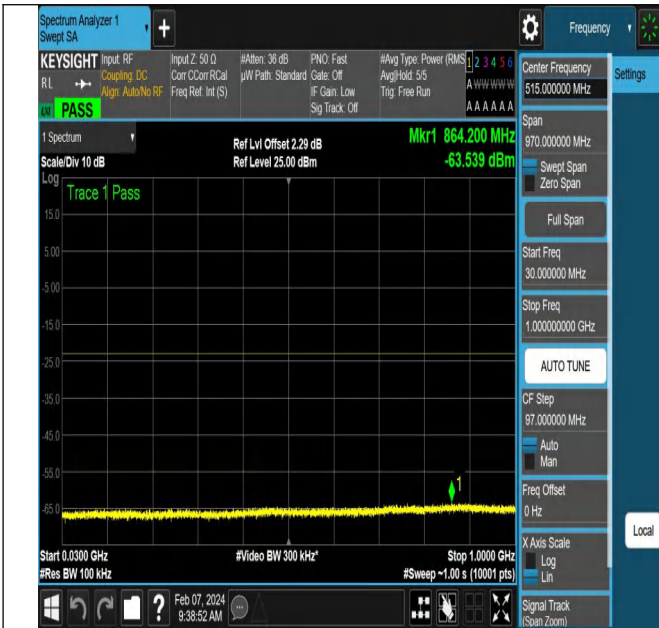 Spectrum Analyzer 1
Swept SA
+
Frequency
KEYSIGHT
RL
PASS
Input: RF
Coupling: DC
Align: Auto/No RF
Input Z: 50 Ω
Corr CCorr RCal
Freq Ref: Int (S)
#Atten: 36 dB
µW Path: Standard
PNO: Fast
Gate: Off
IF Gain: Low
Sig Track: Off
#Avg Type: Power (RMS
Avg|Hold: 5/5
Trig: Free Run
1 2 3 4 5 6
A W W W W W
A A A A A A
1 Spectrum
Scale/Div 10 dB
Log
Ref Lvl Offset 2.29 dB
Ref Level 25.00 dBm
Mkr1 864.200 MHz
-63.539 dBm
Trace 1 Pass
15.0
5.00
-5.00
-15.0
-25.0
-35.0
-45.0
-55.0
-65.0
1
Start 0.0300 GHz
#Res BW 100 kHz
#Video BW 300 kHz*
Stop 1.0000 GHz
#Sweep ~1.00 s (10001 pts)
?
Feb 07, 2024
9:38:52 AM
Center Frequency
515.000000 MHz
Span
970.000000 MHz
Swept Span
Zero Span
Full Span
Start Freq
30.000000 MHz
Stop Freq
1.000000000 GHz
AUTO TUNE
CF Step
97.000000 MHz
Auto
Man
Freq Offset
0 Hz
X Axis Scale
Log
Lin
Signal Track
(Span Zoom)
Settings
Local